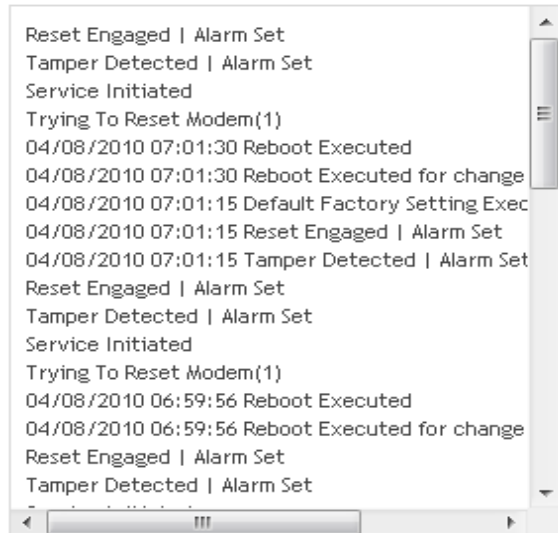 Reset Engaged | Alarm Set
Tamper Detected | Alarm Set
Service Initiated
Trying To Reset Modem(1)
04/08/2010 07:01:30 Reboot Executed
04/08/2010 07:01:30 Reboot Executed for change
04/08/2010 07:01:15 Default Factory Setting Exec
04/08/2010 07:01:15 Reset Engaged | Alarm Set
04/08/2010 07:01:15 Tamper Detected | Alarm Set
Reset Engaged | Alarm Set
Tamper Detected | Alarm Set
Service Initiated
Trying To Reset Modem(1)
04/08/2010 06:59:56 Reboot Executed
04/08/2010 06:59:56 Reboot Executed for change
Reset Engaged | Alarm Set
Tamper Detected | Alarm Set